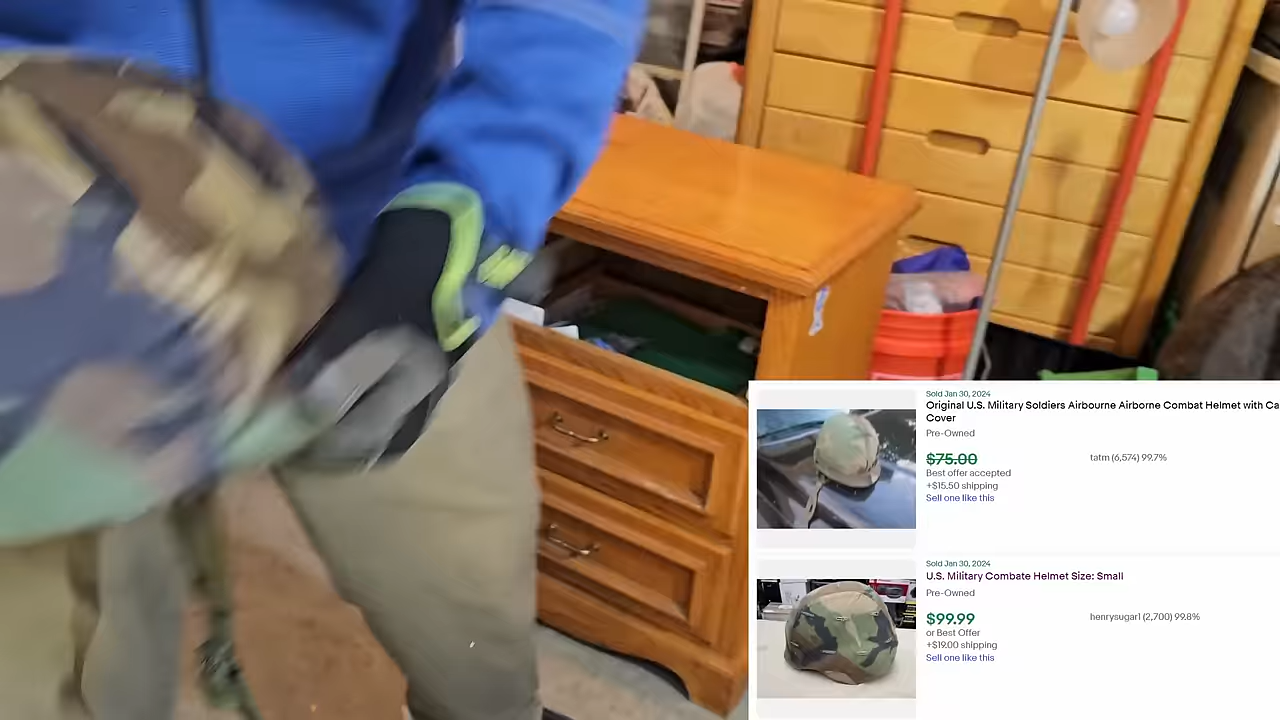 Sold Jan 30, 2024
Original U.S. Military Soldiers Airbourne Airborne Combat Helmet with Ca
Cover
Pre-Owned
$75.00 tatm (6,574) 99.7%
Best offer accepted
+$15.50 shipping
Sell one like this
Sold Jan 30, 2024
U.S. Military Combate Helmet Size: Small
Pre-Owned
$99.99 henrysugarl (2,700) 99.8%
or Best Offer
+$19.00 shipping
Sell one like this